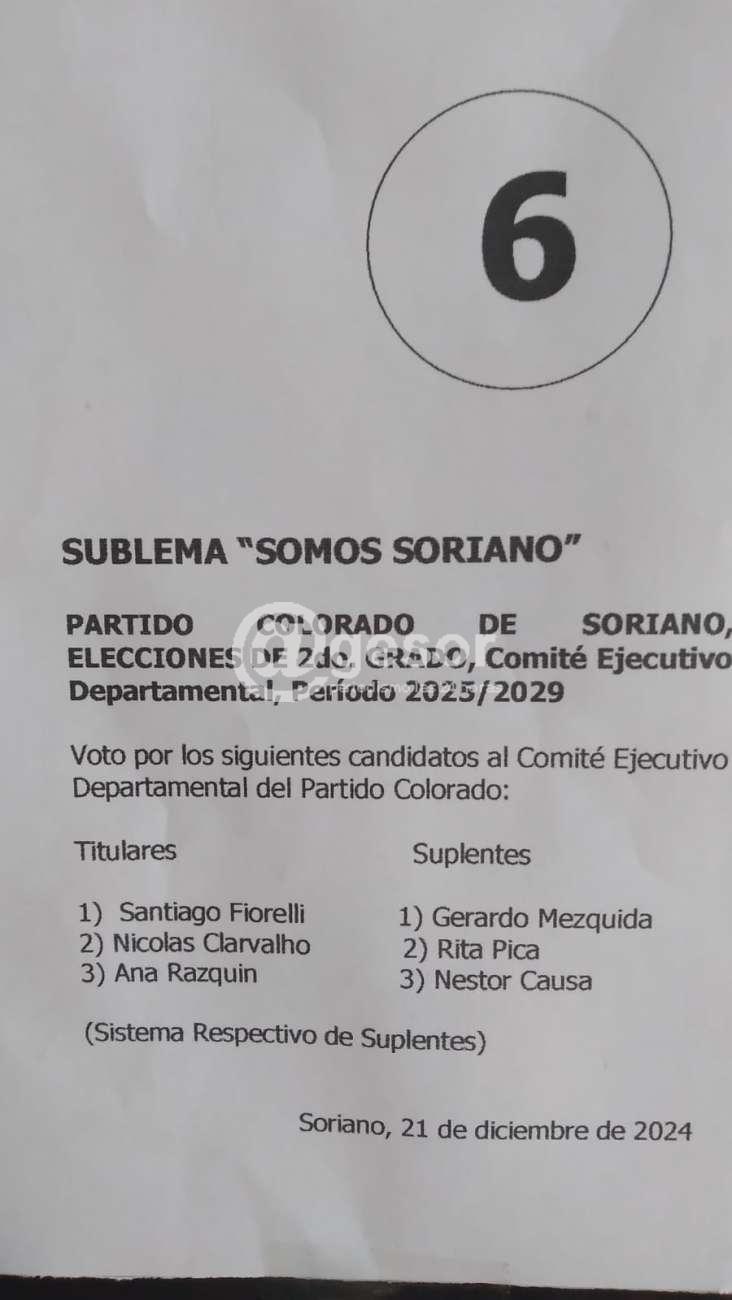 6
SUBLEMA “SOMOS SORIANO”
PARTIDO COLORADO DE SORIANO,
ELECCIONES DE 2do. GRADO, Comité Ejecutivo
Departamental, Período 2025/2029
Voto por los siguientes candidatos al Comité Ejecutivo
Departamental del Partido Colorado:
Titulares Suplentes
1) Santiago Fiorelli 1) Gerardo Mezquida
2) Nicolas Clarvalho 2) Rita Pica
3) Ana Razquin 3) Nestor Causa
(Sistema Respectivo de Suplentes)
Soriano, 21 de diciembre de 2024
@gesor